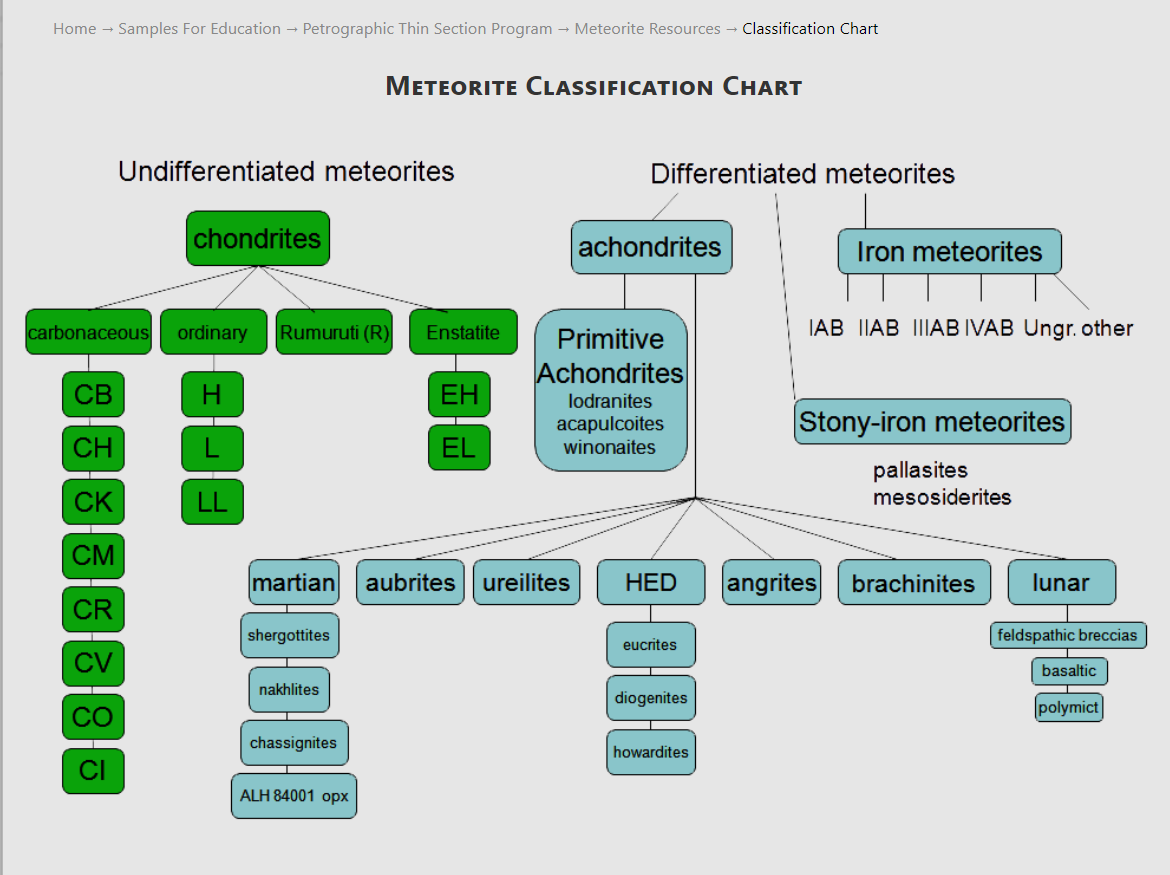 Home → Samples For Education → Petrographic Thin Section Program → Meteorite Resources → Classification Chart
Meteorite Classification Chart
Undifferentiated meteorites
chondrites
carbonaceous
ordinary
Rumuruti (R)
Enstatite
CB
CH
CK
CM
CR
CV
CO
CI
H
L
LL
EH
EL
Differentiated meteorites
achondrites
Primitive
Achondrites
lodranites
acapulcoites
winonaites
Iron meteorites
IAB IIAB IIIAB IVAB Ungr. other
Stony-iron meteorites
pallasites
mesosiderites
martian
shergottites
nakhlites
chassignites
ALH 84001 opx
aubrites
ureilites
HED
eucrites
diogenites
howardites
angrites
brachinites
lunar
feldspathic breccias
basaltic
polymict